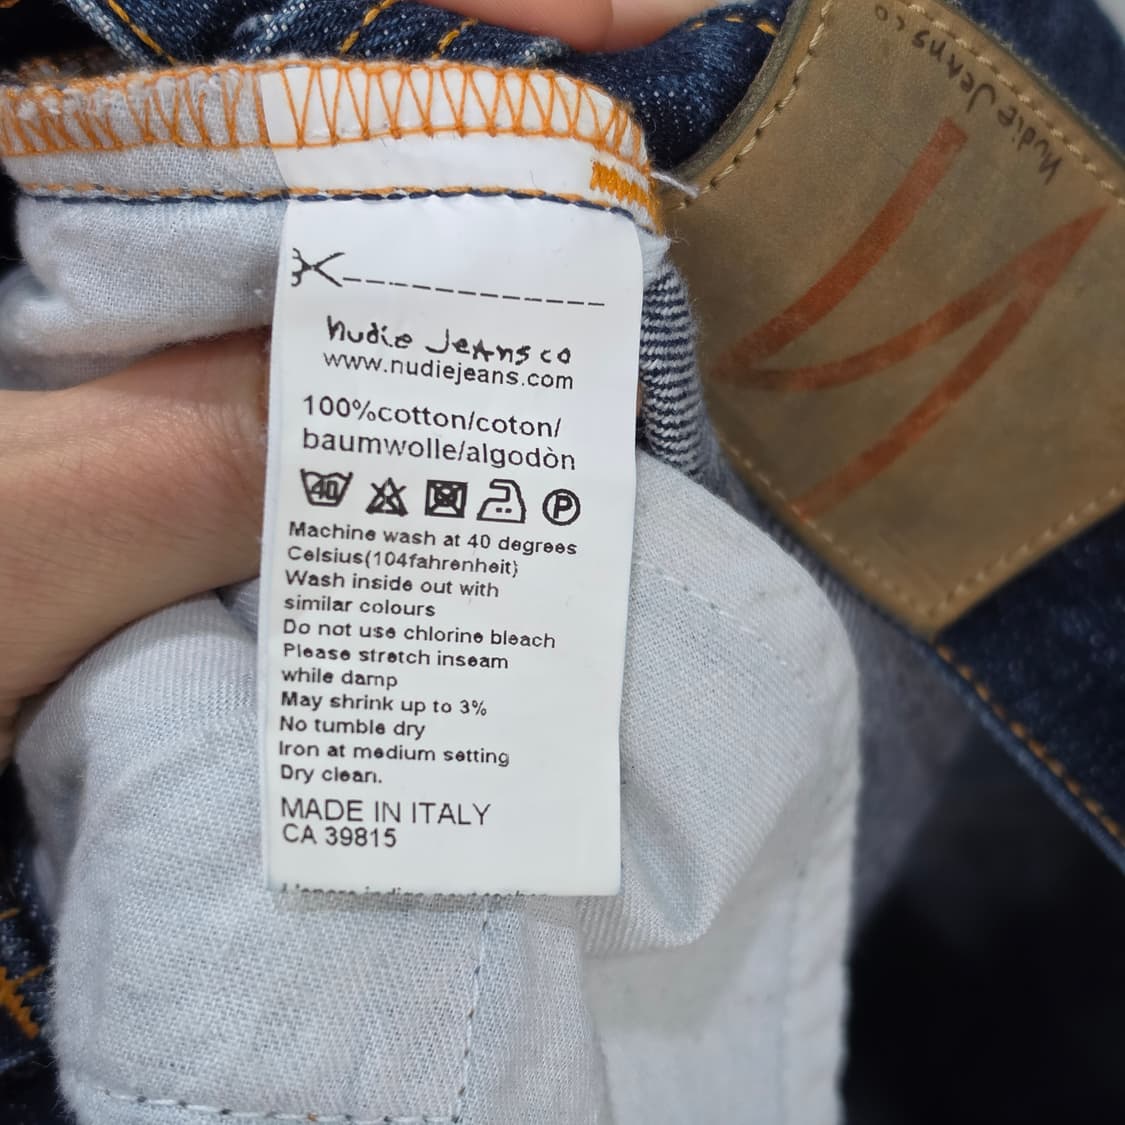 nudie Jeans co
www.nudiejeans.com
100%cotton/coton/
baumwolle/algodòn
40
P
Machine wash at 40 degrees
Celsius(104fahrenheit)
Wash inside out with
similar colours
Do not use chlorine bleach
Please stretch inseam
while damp
May shrink up to 3%
No tumble dry
Iron at medium setting
Dry clean.
MADE IN ITALY
CA 39815
nudie Jeans co